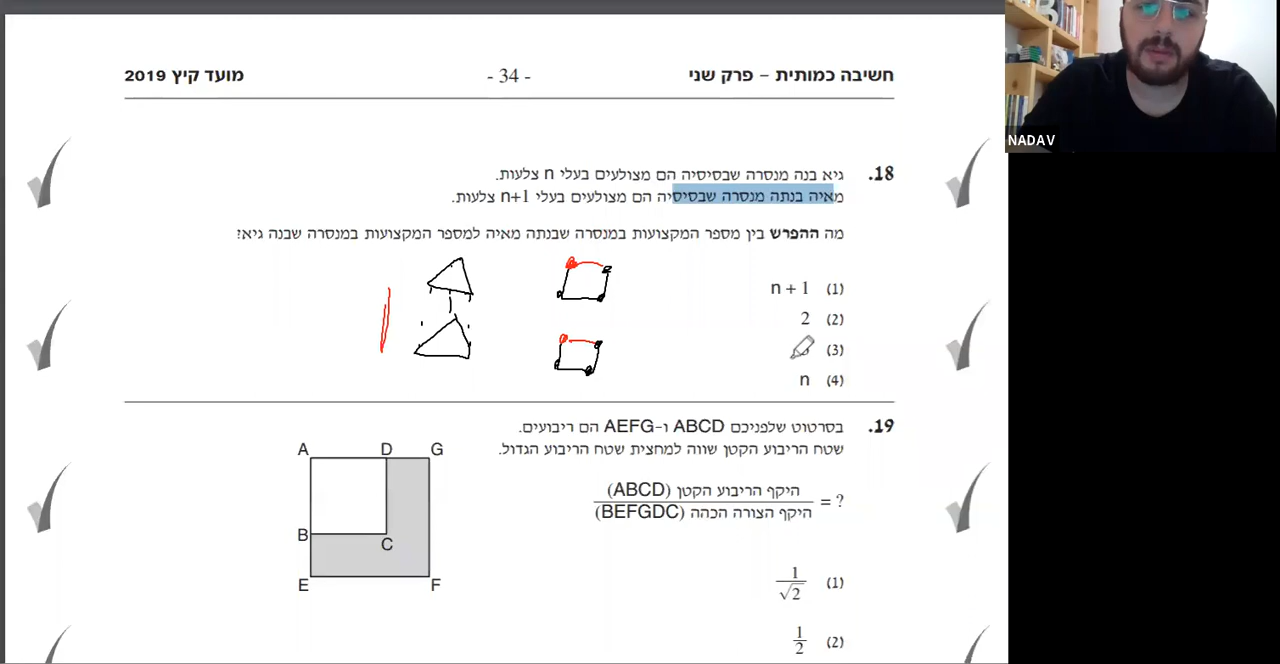 חשיבה כמותית – פרק שני
- 34 -
מועד קיץ 2019
NADAV
18. גיא בנה מנסרה שבסיסיה הם מצולעים בעלי n צלעות.
מאיה בנתה מנסרה שבסיסיה הם מצולעים בעלי n+1 צלעות.
מה ההפרש בין מספר המקצועות במנסרה שבנתה מאיה למספר המקצועות במנסרה שבנה גיא?
(1) n + 1
(2) 2
(3)
(4) n
19. בסרטוט שלפניכם ABCD ו-AEFG הם ריבועים.
שטח הריבוע הקטן שווה למחצית שטח הריבוע הגדול.
היקף הריבוע הקטן (ABCD)
היקף הצורה הכהה (BEFGDC)
= ?
A D G
B C
E F
(1) 1/√2
(2) 1/2